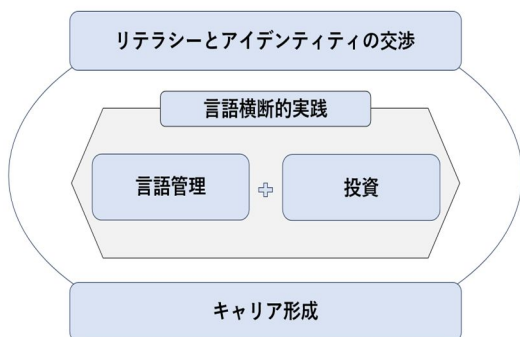 リテラシーとアイデンティティの交渉
言語横断的実践
言語管理
投資
キャリア形成